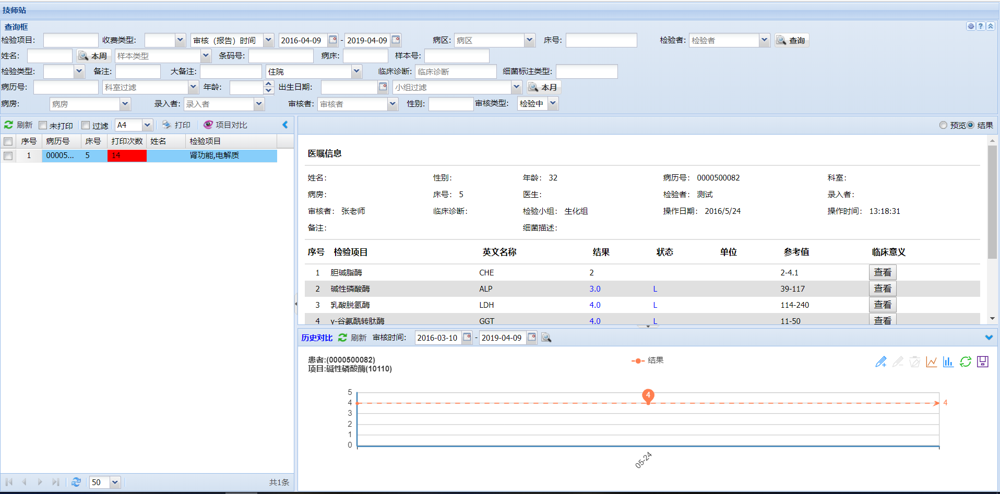 技师站
查询框
检验项目: 收费类型: 审核（报告）时间 2016-04-09 - 2019-04-09 病区: 病区 床号: 检验者: 检验者 查询
姓名: 本周 样本类型 条码号: 病床: 样本号:
检验类型: 备注: 大备注: 住院 临床诊断: 临床诊断 细菌标注类型:
病历号: 科室过滤 年龄: 出生日期: 小组过滤 本月
病房: 病房 录入者: 录入者 审核者: 审核者 性别: 审核类型: 检验中
刷新 未打印 过滤 A4 打印 项目对比
序号 病历号 床号 打印次数 姓名 检验项目
1 00005... 5 14 肾功能,电解质
50 共1条
预览 结果
医嘱信息
姓名: 性别: 年龄: 32 病历号: 0000500082 科室:
病房: 床号: 5 医生: 检验者: 测试 录入者:
审核者: 张老师 临床诊断: 检验小组: 生化组 操作日期: 2016/5/24 操作时间: 13:18:31
备注: 细菌描述:
序号 检验项目 英文名称 结果 状态 单位 参考值 临床意义
1 胆碱脂酶 CHE 2 2-4.1 查看
2 碱性磷酸酶 ALP 3.0 L 39-117 查看
3 乳酸脱氢酶 LDH 4.0 L 114-240 查看
4 γ-谷氨酰转肽酶 GGT 4.0 L 11-50 查看
历史对比 刷新 审核时间: 2016-03-10 - 2019-04-09
患者:(0000500082)
项目:碱性磷酸酶(10110)
结果
5
4
3
2
1
0
4
4
05-24